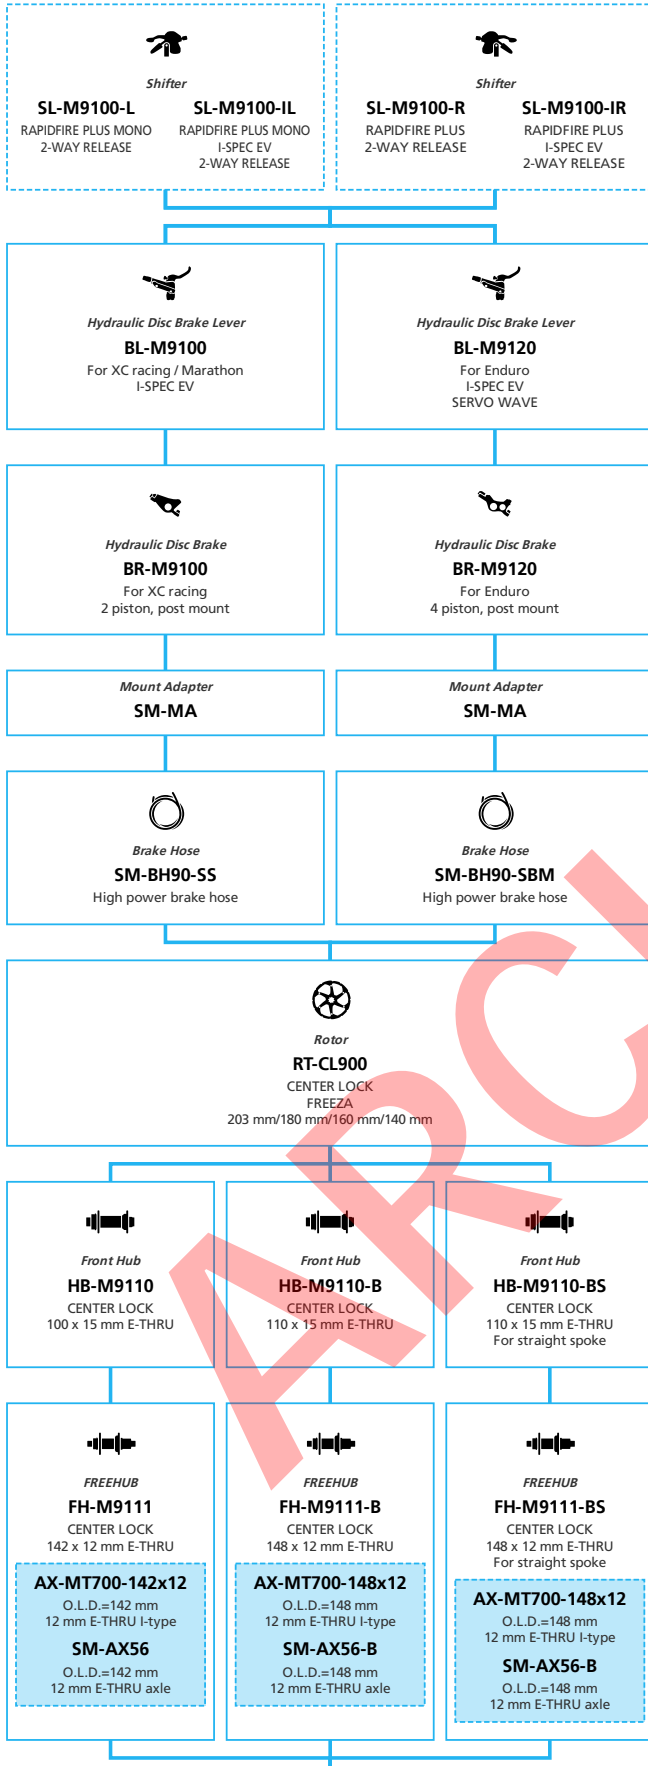 Shifter
SL-M9100-L
RAPIDFIRE PLUS MONO
2-WAY RELEASE
SL-M9100-IL
RAPIDFIRE PLUS MONO
I-SPEC EV
2-WAY RELEASE
Shifter
SL-M9100-R
RAPIDFIRE PLUS
2-WAY RELEASE
SL-M9100-IR
RAPIDFIRE PLUS
I-SPEC EV
2-WAY RELEASE
Hydraulic Disc Brake Lever
BL-M9100
For XC racing / Marathon
I-SPEC EV
Hydraulic Disc Brake Lever
BL-M9120
For Enduro
I-SPEC EV
SERVO WAVE
Hydraulic Disc Brake
BR-M9100
For XC racing
2 piston, post mount
Hydraulic Disc Brake
BR-M9120
For Enduro
4 piston, post mount
Mount Adapter
SM-MA
Mount Adapter
SM-MA
Brake Hose
SM-BH90-SS
High power brake hose
Brake Hose
SM-BH90-SBM
High power brake hose
Rotor
RT-CL900
CENTER LOCK
FREEZA
203 mm/180 mm/160 mm/140 mm
Front Hub
HB-M9110
CENTER LOCK
100 x 15 mm E-THRU
Front Hub
HB-M9110-B
CENTER LOCK
110 x 15 mm E-THRU
Front Hub
HB-M9110-BS
CENTER LOCK
110 x 15 mm E-THRU
For straight spoke
FREEHUB
FH-M9111
CENTER LOCK
142 x 12 mm E-THRU
AX-MT700-142x12
O.L.D.=142 mm
12 mm E-THRU I-type
SM-AX56
O.L.D.=142 mm
12 mm E-THRU axle
FREEHUB
FH-M9111-B
CENTER LOCK
148 x 12 mm E-THRU
AX-MT700-148x12
O.L.D.=148 mm
12 mm E-THRU I-type
SM-AX56-B
O.L.D.=148 mm
12 mm E-THRU axle
FREEHUB
FH-M9111-BS
CENTER LOCK
148 x 12 mm E-THRU
For straight spoke
AX-MT700-148x12
O.L.D.=148 mm
12 mm E-THRU I-type
SM-AX56-B
O.L.D.=148 mm
12 mm E-THRU axle
ARC